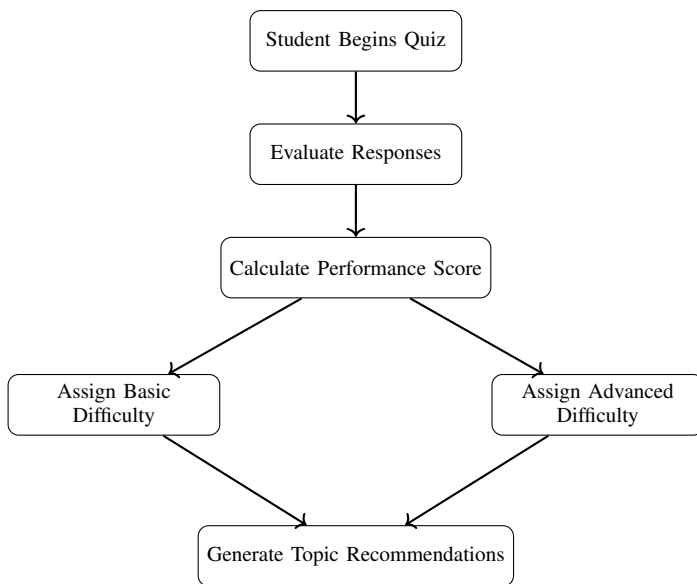 Student Begins Quiz
Evaluate Responses
Calculate Performance Score
Assign Basic
Difficulty
Assign Advanced
Difficulty
Generate Topic Recommendations